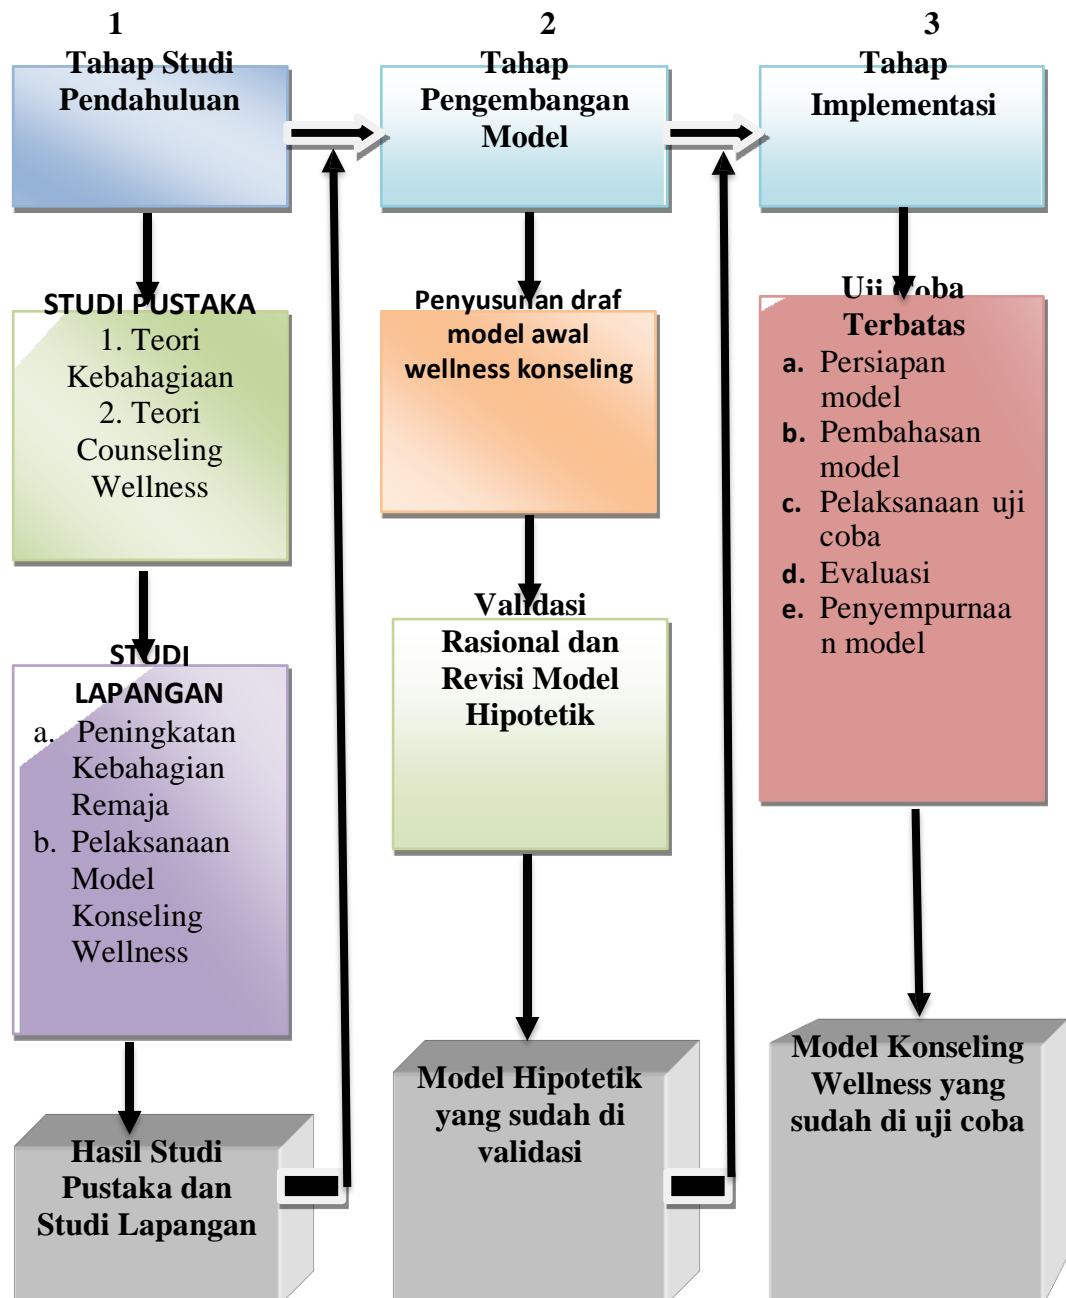 1
Tahap Studi
Pendahuluan
STUDI PUSTAKA
1. Teori
Kebahagiaan
2. Teori
Counseling
Wellness
STUDI
LAPANGAN
a. Peningkatan
Kebahagian
Remaja
b. Pelaksanaan
Model
Konseling
Wellness
Hasil Studi
Pustaka dan
Studi Lapangan
2
Tahap
Pengembangan
Model
Penyusunan draf
model awal
wellness konseling
Validasi
Rasional dan
Revisi Model
Hipotetik
Model Hipotetik
yang sudah di
validasi
3
Tahap
Implementasi
Uji Coba
Terbatas
a. Persiapan
model
b. Pembahasan
model
c. Pelaksanaan uji
coba
d. Evaluasi
e. Penyempurnaa
n model
Model Konseling
Wellness yang
sudah di uji coba